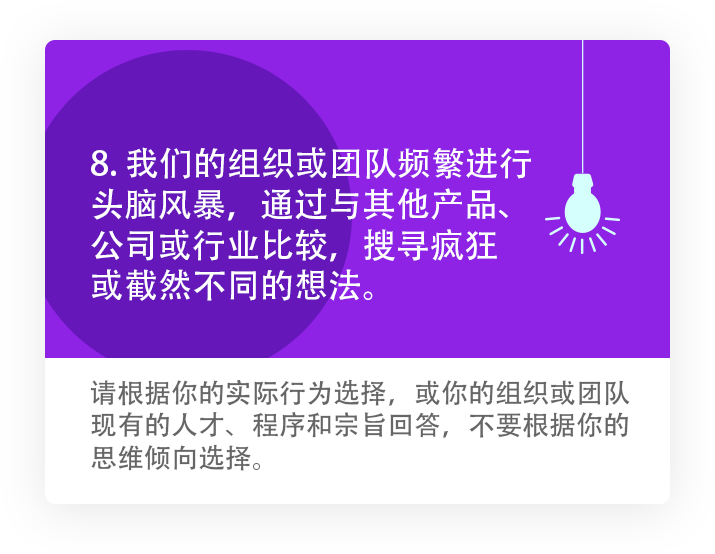 8. 我们的组织或团队频繁进行
头脑风暴，通过与其他产品、
公司或行业比较，搜寻疯狂
或截然不同的想法。
请根据你的实际行为选择，或你的组织或团队
现有的人才、程序和宗旨回答，不要根据你的
思维倾向选择。